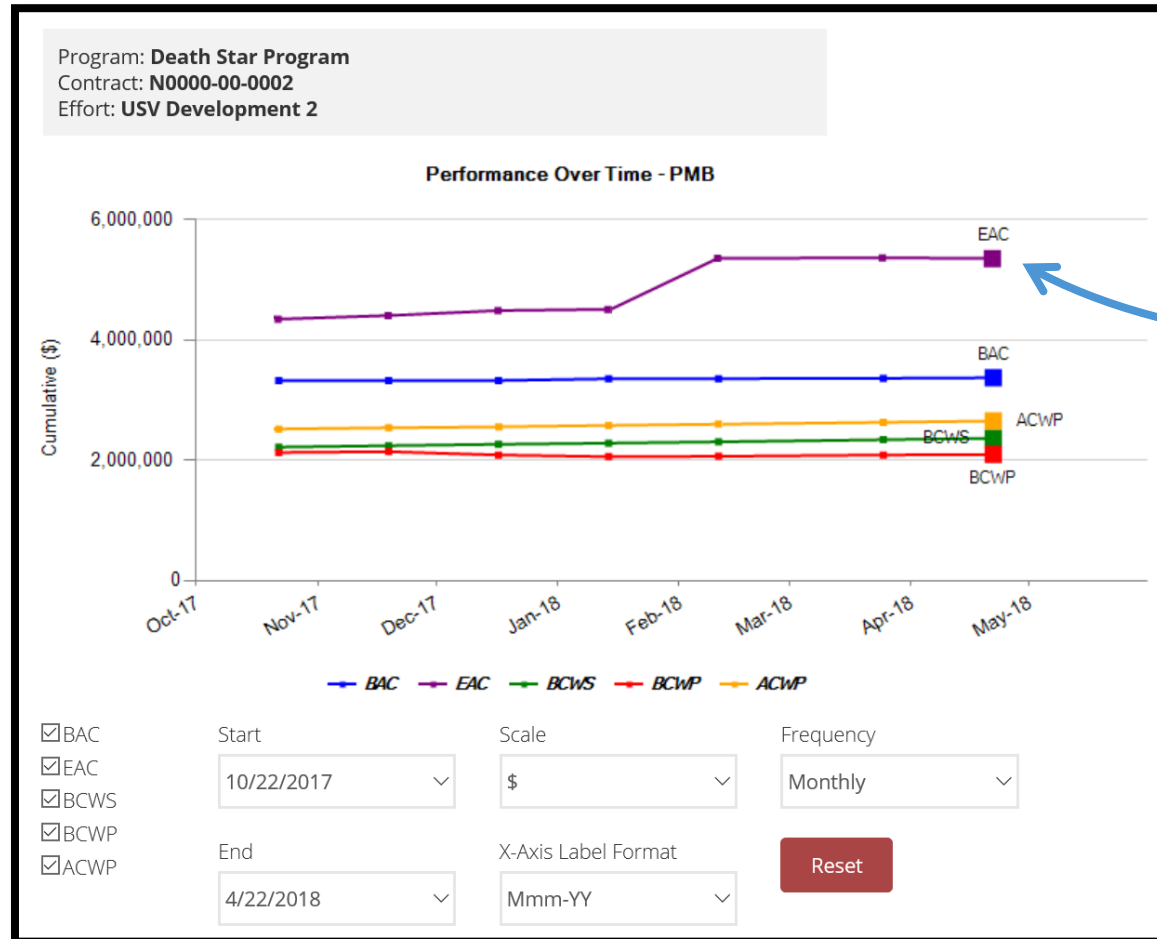 Program: Death Star Program
Contract: N0000-00-0002
Effort: USV Development 2
Performance Over Time - PMB
Cumulative ($)
6,000,000
4,000,000
2,000,000
0
EAC
BAC
ACWP
BCWS
BCWP
Oct-17 Nov-17 Dec-17 Jan-18 Feb-18 Mar-18 Apr-18 May-18
BAC EAC BCWS BCWP ACWP
BAC
EAC
BCWS
BCWP
ACWP
Start Scale Frequency
10/22/2017 $ Monthly
End X-Axis Label Format
Reset
4/22/2018 Mmm-YY